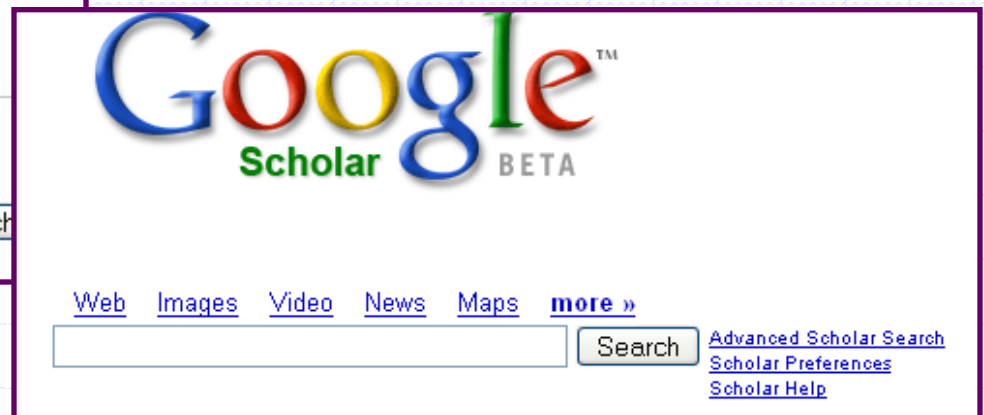 Google™
Scholar BETA
Web Images Video News Maps more »
Search Advanced Scholar Search
Scholar Preferences
Scholar Help